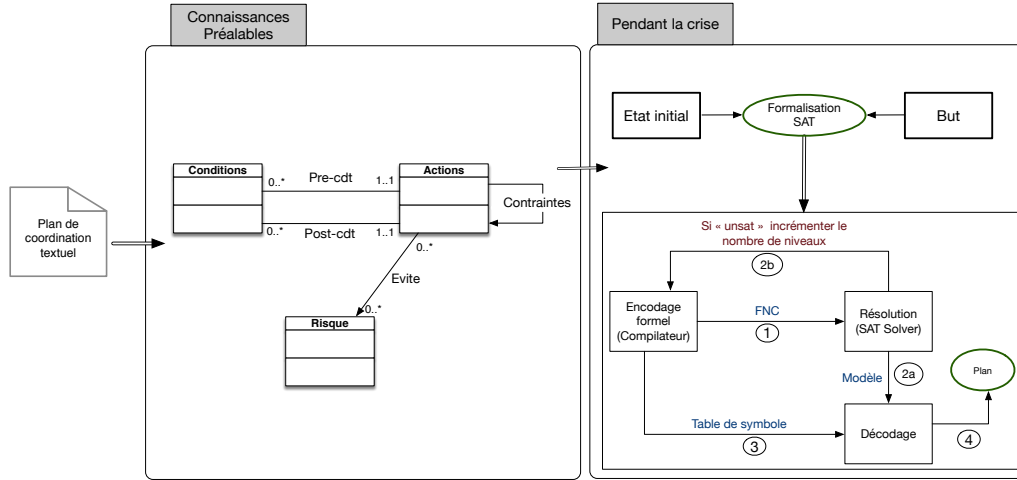 Connaissances
Préalables
Pendant la crise
Etat initial
Formalisation
SAT
But
Conditions
Actions
0..*
Pre-cdt
1..1
Contraintes
0..*
Post-cdt
1..1
0..*
Evite
0..*
Risque
Plan de
coordination
textuel
Si « unsat » incrémenter le
nombre de niveaux
2b
Encodage
formel
(Compilateur)
FNC
1
Résolution
(SAT Solver)
Modèle
2a
Plan
Table de symbole
3
Décodage
4